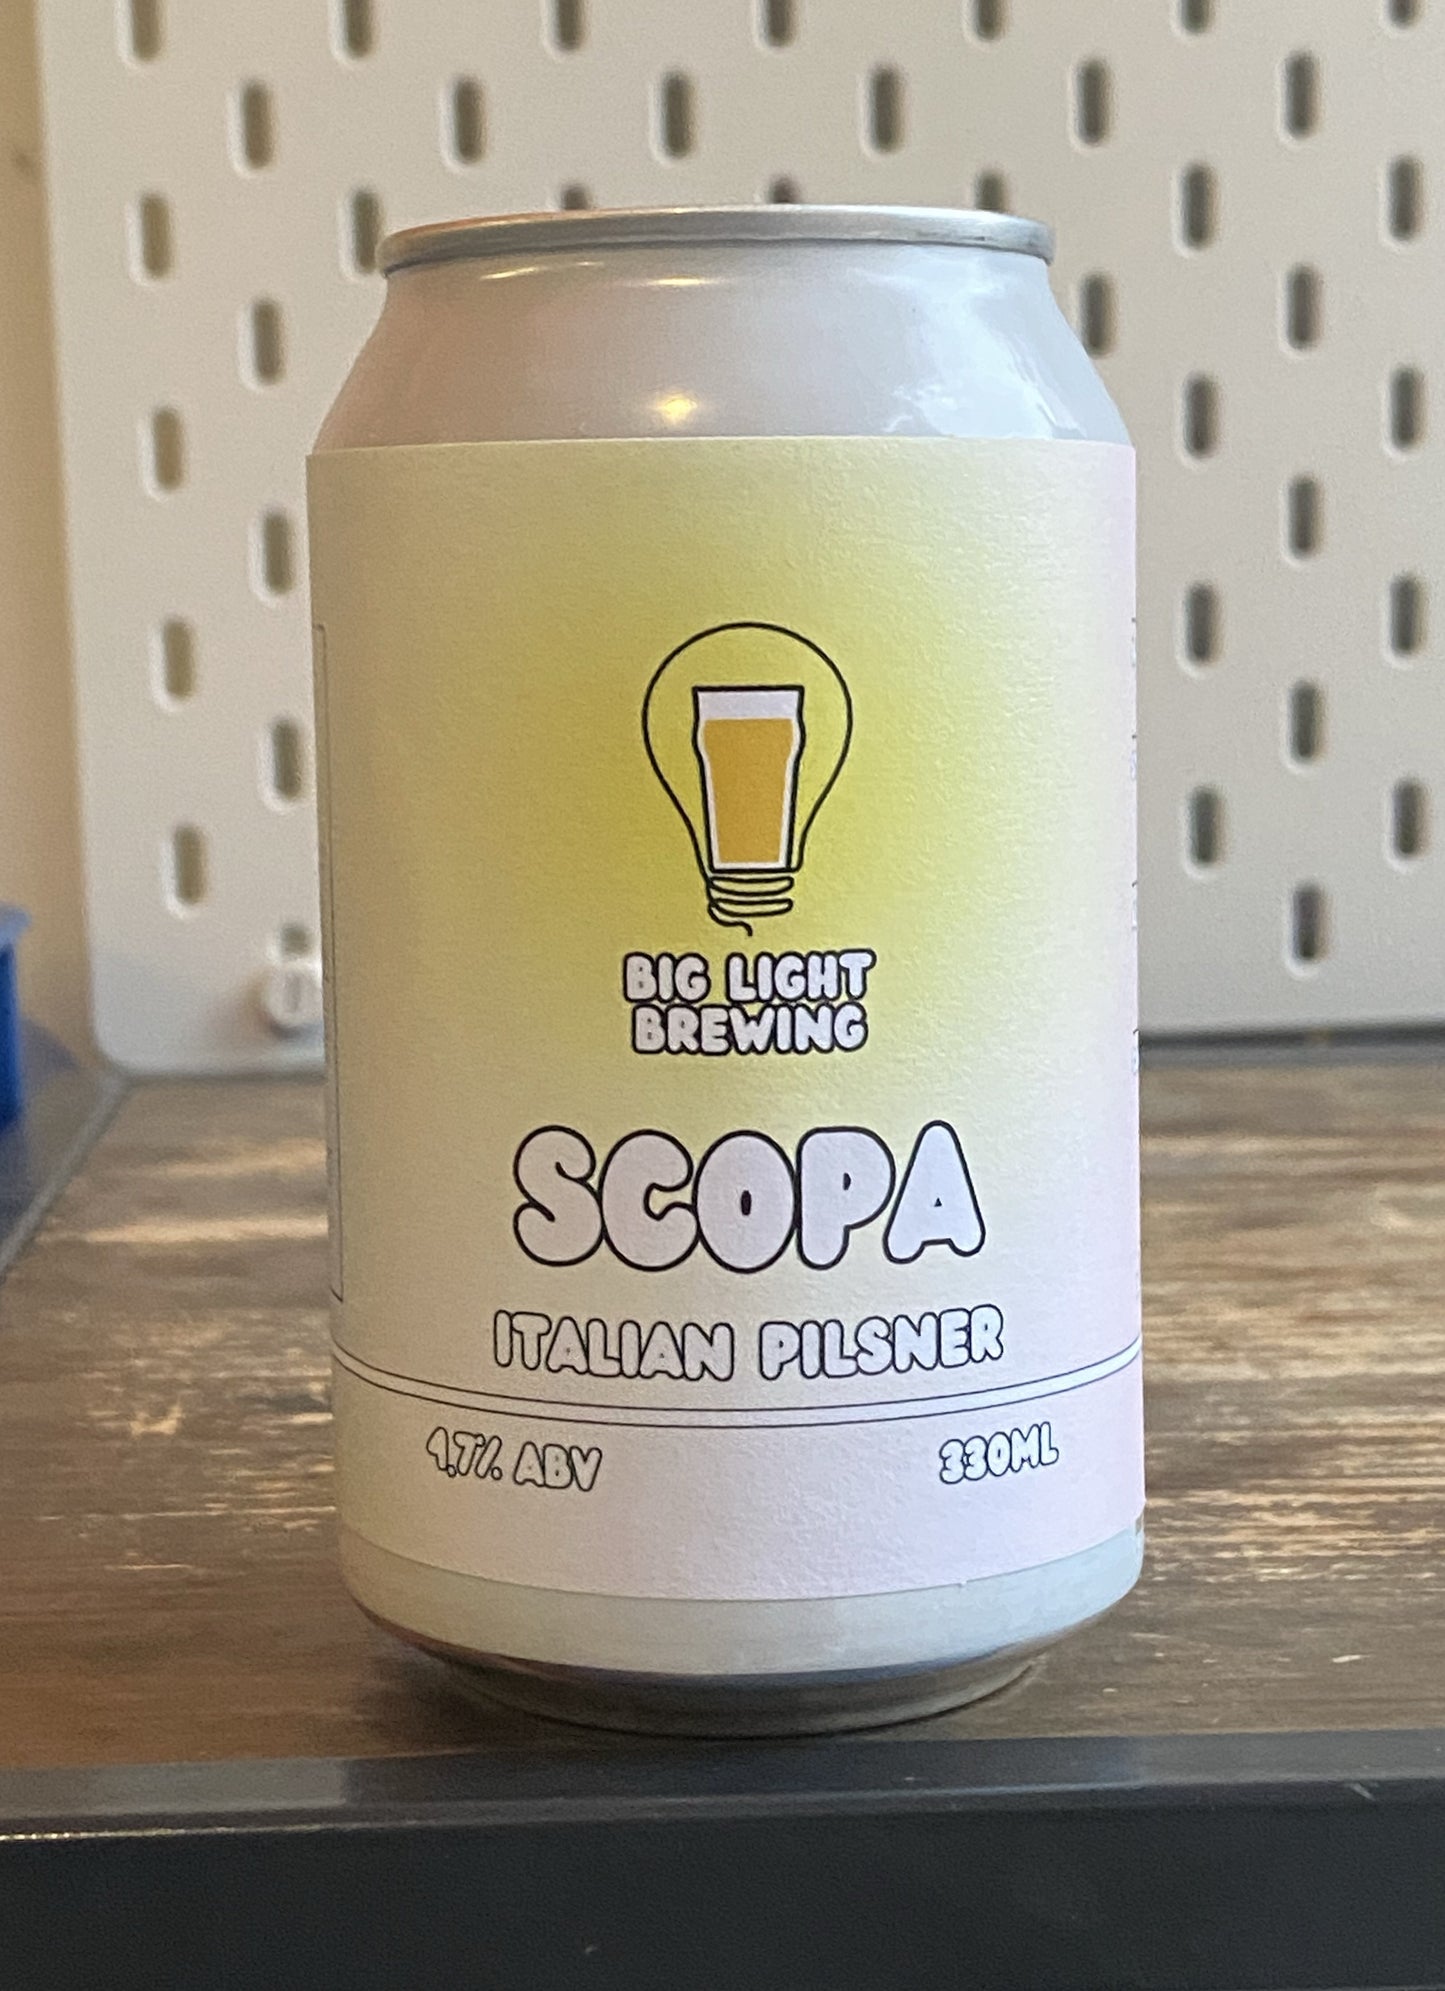 BIG LIGHT
BREWING
SCOPA
ITALIAN PILSNER
4.7% ABV
330ML